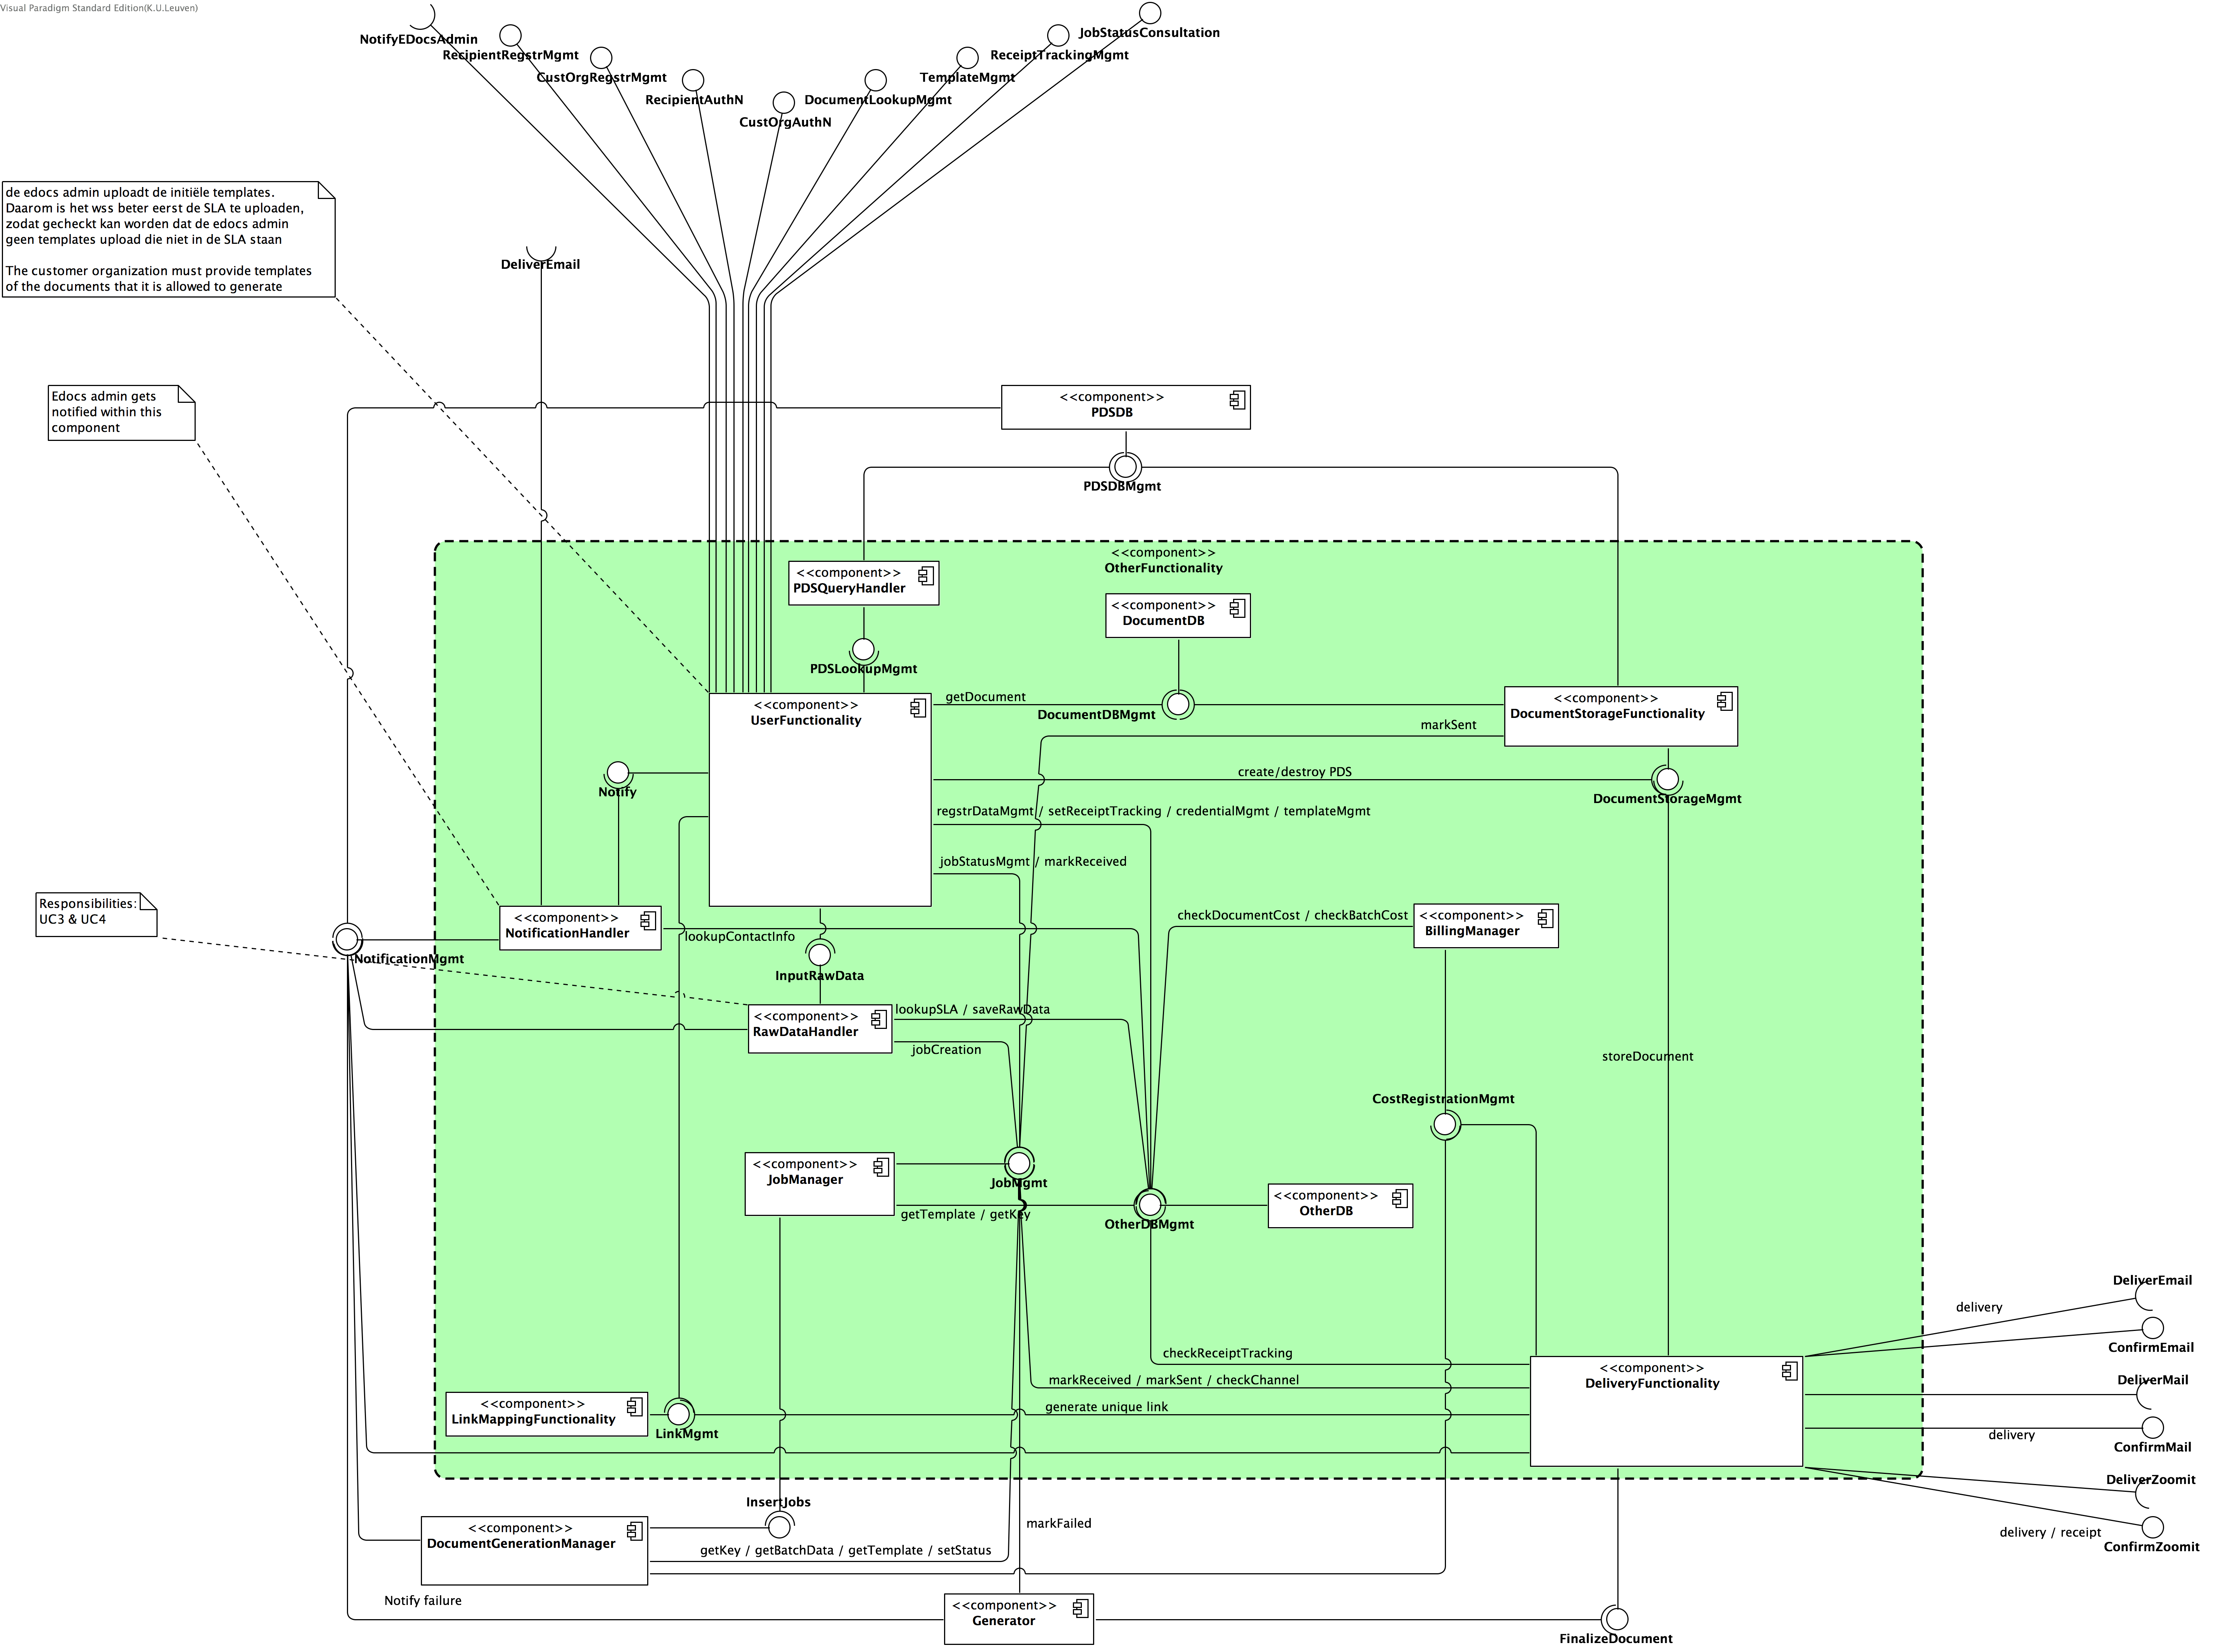 Visual Paradigm Standard Edition(K.U.Leuven)
NotifyEDocsAdmin
RecipientRegstrMgmt
CustOrgRegstrMgmt
RecipientAuthN
CustOrgAuthN
DocumentLookupMgmt
TemplateMgmt
ReceiptTrackingMgmt
JobStatusConsultation
de edocs admin uploadt de initiële templates.
Daarom is het wss beter eerst de SLA te uploaden,
zodat gecheckt kan worden dat de edocs admin
geen templates upload die niet in de SLA staan
The customer organization must provide templates
of the documents that it is allowed to generate
DeliverEmail
Edocs admin gets
notified within this
component
<<component>>
PDSDB
PDSDBMgmt
<<component>>
OtherFunctionality
<<component>>
PDSQueryHandler
<<component>>
DocumentDB
PDSLookupMgmt
<<component>>
UserFunctionality
getDocument
DocumentDBMgmt
<<component>>
DocumentStorageFunctionality
markSent
Notify
create/destroy PDS
DocumentStorageMgmt
regstrDataMgmt / setReceiptTracking / credentialMgmt / templateMgmt
jobStatusMgmt / markReceived
Responsibilities:
UC3 & UC4
<<component>>
NotificationHandler
lookupContactInfo
checkDocumentCost / checkBatchCost
<<component>>
BillingManager
NotificationMgmt
InputRawData
<<component>>
RawDataHandler
lookupSLA / saveRawData
jobCreation
storeDocument
CostRegistrationMgmt
<<component>>
JobManager
JobMgmt
getTemplate / getKey
OtherDBMgmt
<<component>>
OtherDB
DeliverEmail
delivery
ConfirmEmail
checkReceiptTracking
<<component>>
DeliveryFunctionality
markReceived / markSent / checkChannel
DeliverMail
<<component>>
LinkMappingFunctionality
LinkMgmt
generate unique link
delivery
ConfirmMail
DeliverZoomit
InsertJobs
<<component>>
DocumentGenerationManager
markFailed
delivery / receipt
ConfirmZoomit
getKey / getBatchData / getTemplate / setStatus
Notify failure
<<component>>
Generator
FinalizeDocument